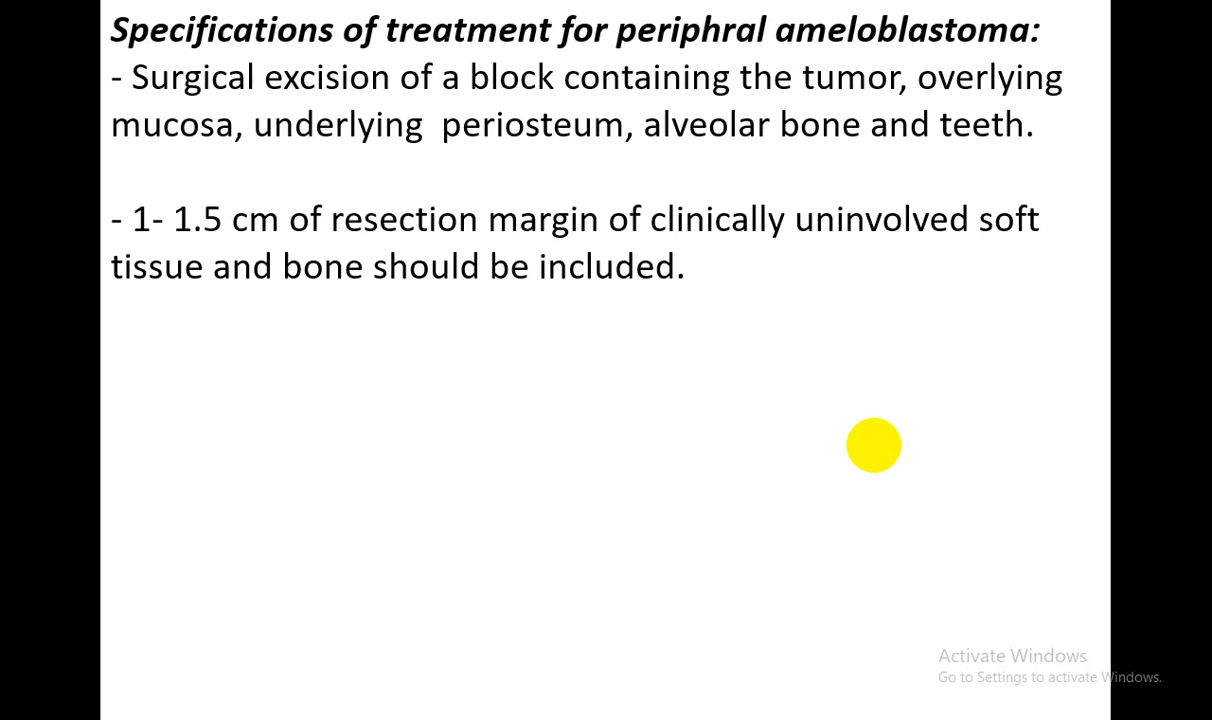 Specifications of treatment for periphral ameloblastoma:
- Surgical excision of a block containing the tumor, overlying
mucosa, underlying  periosteum, alveolar bone and teeth.
- 1- 1.5 cm of resection margin of clinically uninvolved soft
tissue and bone should be included.
Activate Windows
Go to Settings to activate Windows.